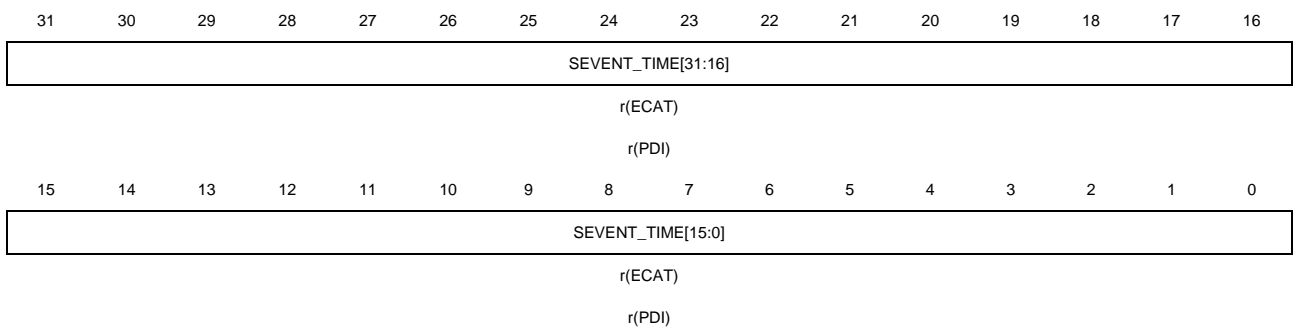 31 30 29 28 27 26 25 24 23 22 21 20 19 18 17 16
SEVENT_TIME[31:16]
r(ECAT)
r(PDI)
15 14 13 12 11 10 9 8 7 6 5 4 3 2 1 0
SEVENT_TIME[15:0]
r(ECAT)
r(PDI)